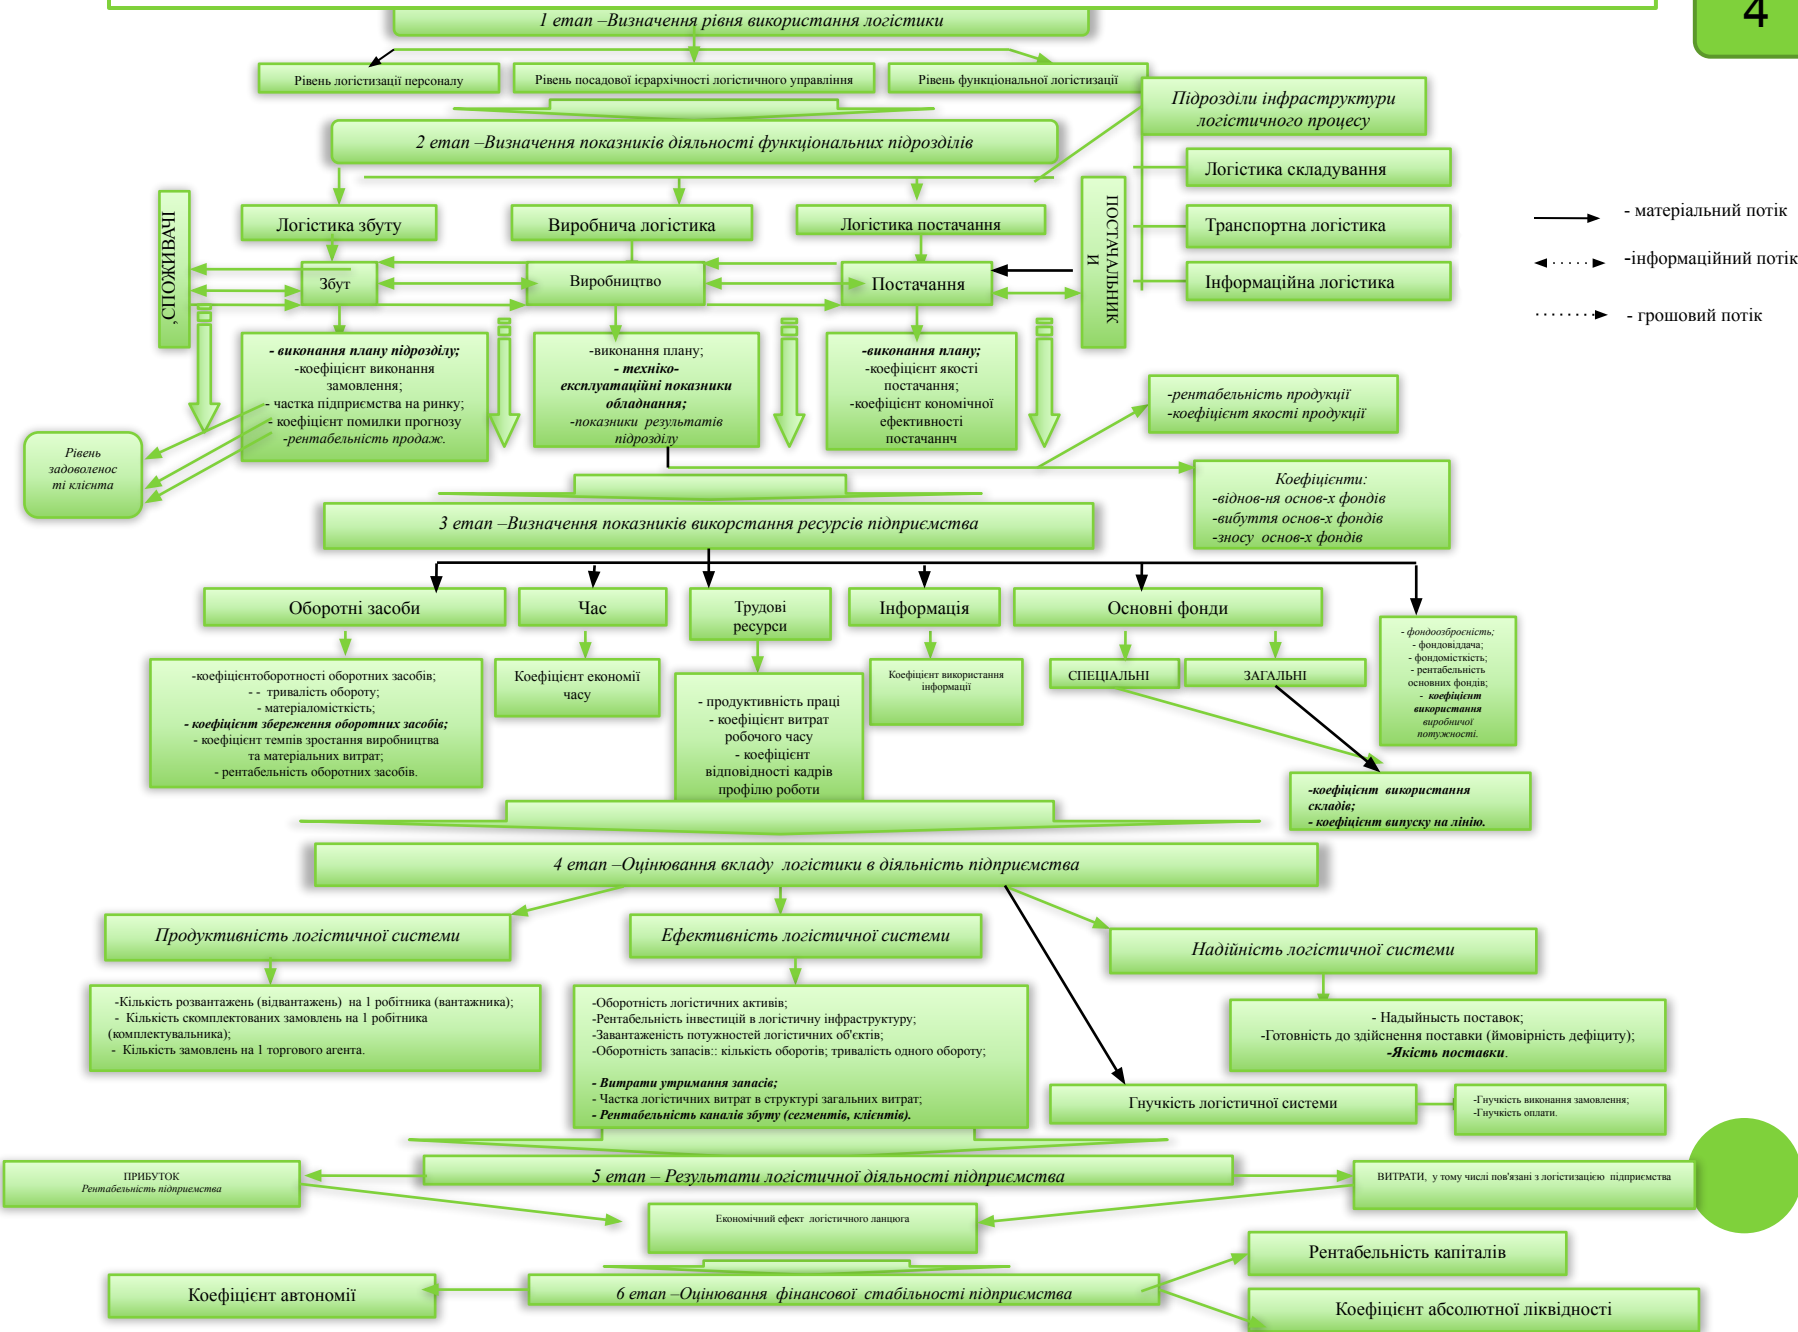 4
1 етап –Визначення рівня використання логістики
Рівень логістизації персоналу
Рівень посадової ієрархічності логістичного управління
Рівень функціональної логістизації
Підрозділи інфраструктури
логістичного процесу
2 етап –Визначення показників діяльності функціональних підрозділів
Логістика складування
Транспортна логістика
Інформаційна логістика
- матеріальний потік
-інформаційний потік
- грошовий потік
,СПОЖИВАЧІ
Логістика збуту
Виробнича логістика
Логістика постачання
ПОСТАЧАЛЬНИК
И
Збут
Виробництво
Постачання
- виконання плану підрозділу;
-коефіцієнт виконання
замовлення;
- частка підприємства на ринку;
- коефіцієнт помилки прогнозу
-рентабельність продаж.
-виконання плану;
- техніко-
експлуатаційні показники
обладнання;
-показники результатів
підрозділу
-виконання плану;
-коефіцієнт якості
постачання;
-коефіцієнт кономічної
ефективності
постачаннч
-рентабельність продукції
-коефіцієнт якості продукції
Рівень
задоволенос
ті клієнта
Коефіцієнти:
-віднов-ня основ-х фондів
-вибуття основ-х фондів
-зносу основ-х фондів
3 етап –Визначення показників викорстання ресурсів підприємства
Оборотні засоби
Час
Трудові
ресурси
Інформація
Основні фонди
-коефіцієнтоборотності оборотних засобів;
- - тривалість обороту;
- матеріаломісткість;
- коефіцієнт збереження оборотних засобів;
- коефіцієнт темпів зростання виробництва
та матеріальних витрат;
- рентабельність оборотних засобів.
Коефіцієнт економії
часу
- продуктивність праці
- коефіцієнт витрат
робочого часу
- коефіцієнт
відповідності кадрів
профілю роботи
Коефіцієнт використання
інформації
СПЕЦІАЛЬНІ
ЗАГАЛЬНІ
- фондоозброєність;
- фондовіддача;
- фондомісткість;
- рентабельність
основних фондів;
- коефіцієнт
використання
виробничої
потужності.
-коефіцієнт використання
складів;
- коефіцієнт випуску на лінію.
4 етап –Оцінювання вкладу логістики в діяльність підприємства
Продуктивність логістичної системи
Ефективність логістичної системи
Надійність логістичної системи
-Кількість розвантажень (відвантажень) на 1 робітника (вантажника);
- Кількість скомплектованих замовлень на 1 робітника
(комплектувальника);
- Кількість замовлень на 1 торгового агента.
-Оборотність логістичних активів;
-Рентабельність інвестицій в логістичну інфраструктуру;
-Завантаженість потужностей логістичних об'єктів;
-Оборотність запасів:: кількість оборотів; тривалість одного обороту;
- Витрати утримання запасів;
- Частка логістичних витрат в структурі загальних витрат;
- Рентабельність каналів збуту (сегментів, клієнтів).
- Надыйнысть поставок;
-Готовність до здійснення поставки (ймовірність дефіциту);
-Якість поставки.
Гнучкість логістичної системи
-Гнучкість виконання замовлення;
-Гнучкість оплати.
5 етап – Результати логістичної діяльності підприємства
ПРИБУТОК
Рентабельність підприємства
ВИТРАТИ, у тому числі пов'язані з логістизацією підприємства
Економічний ефект логістичного ланцюга
6 етап –Оцінювання фінансової стабільності підприємства
Коефіцієнт автономії
Рентабельність капіталів
Коефіцієнт абсолютної ліквідності